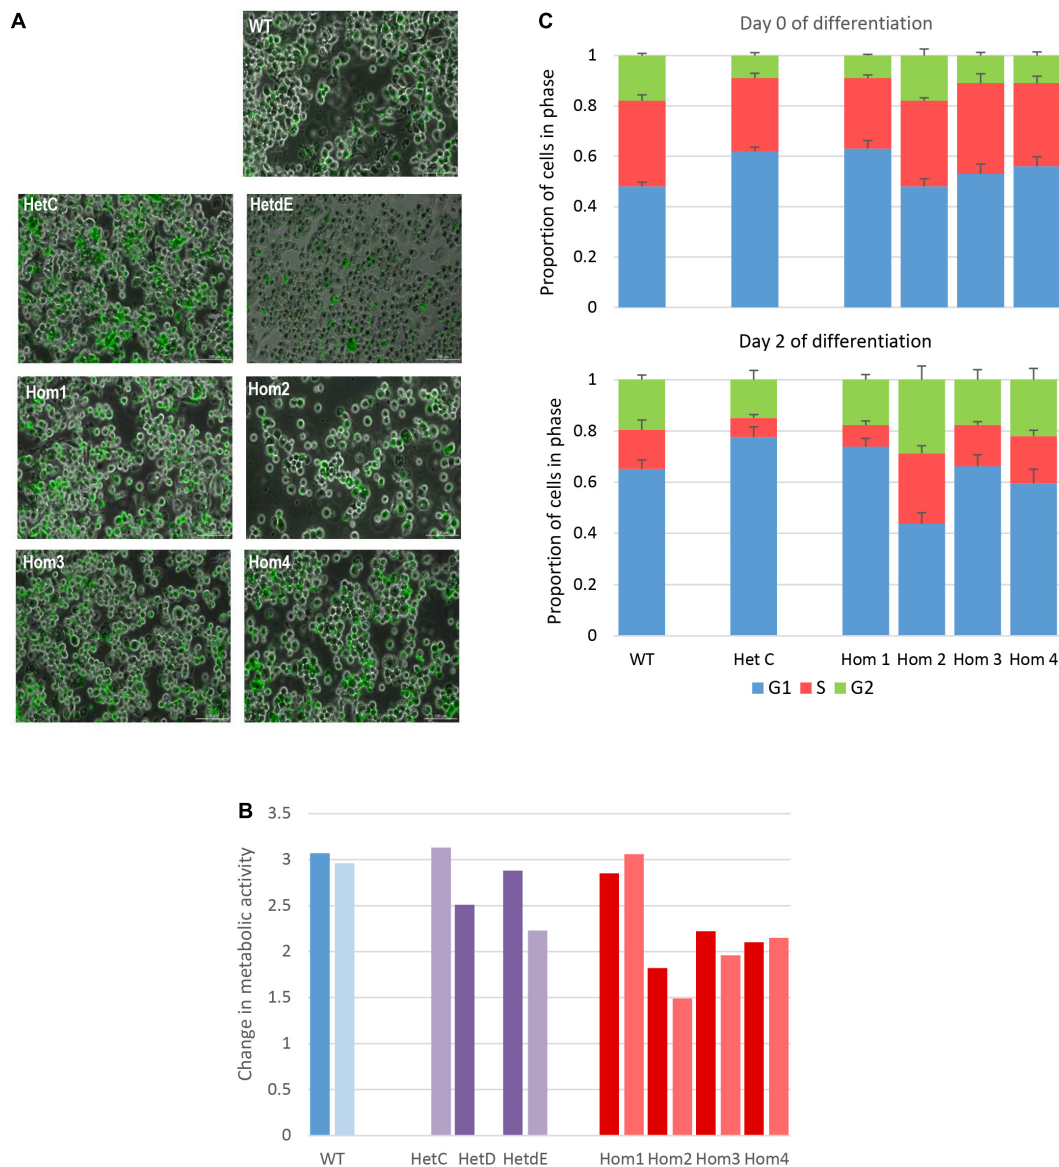 A
WT
HetC
HetdE
Hom1
Hom2
Hom3
Hom4
C
Day 0 of differentiation
Proportion of cells in phase
1
0.8
0.6
0.4
0.2
0
Day 2 of differentiation
Proportion of cells in phase
1
0.8
0.6
0.4
0.2
0
WT Het C Hom 1 Hom 2 Hom 3 Hom 4
G1 S G2
B
Change in metabolic activity
3.5
3
2.5
2
1.5
1
0.5
0
WT HetC HetD HetdE Hom1 Hom2 Hom3 Hom4